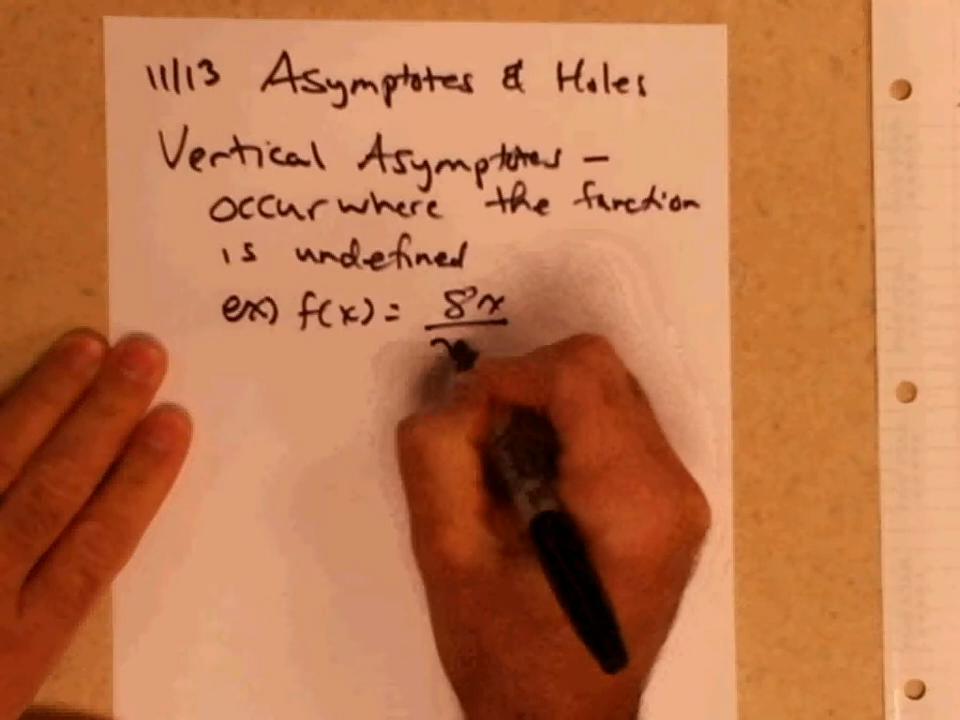 11/13 Asymptotes & Holes
Vertical Asymptotes -
occur where the function
is undefined
ex) f(x) = 8x
x